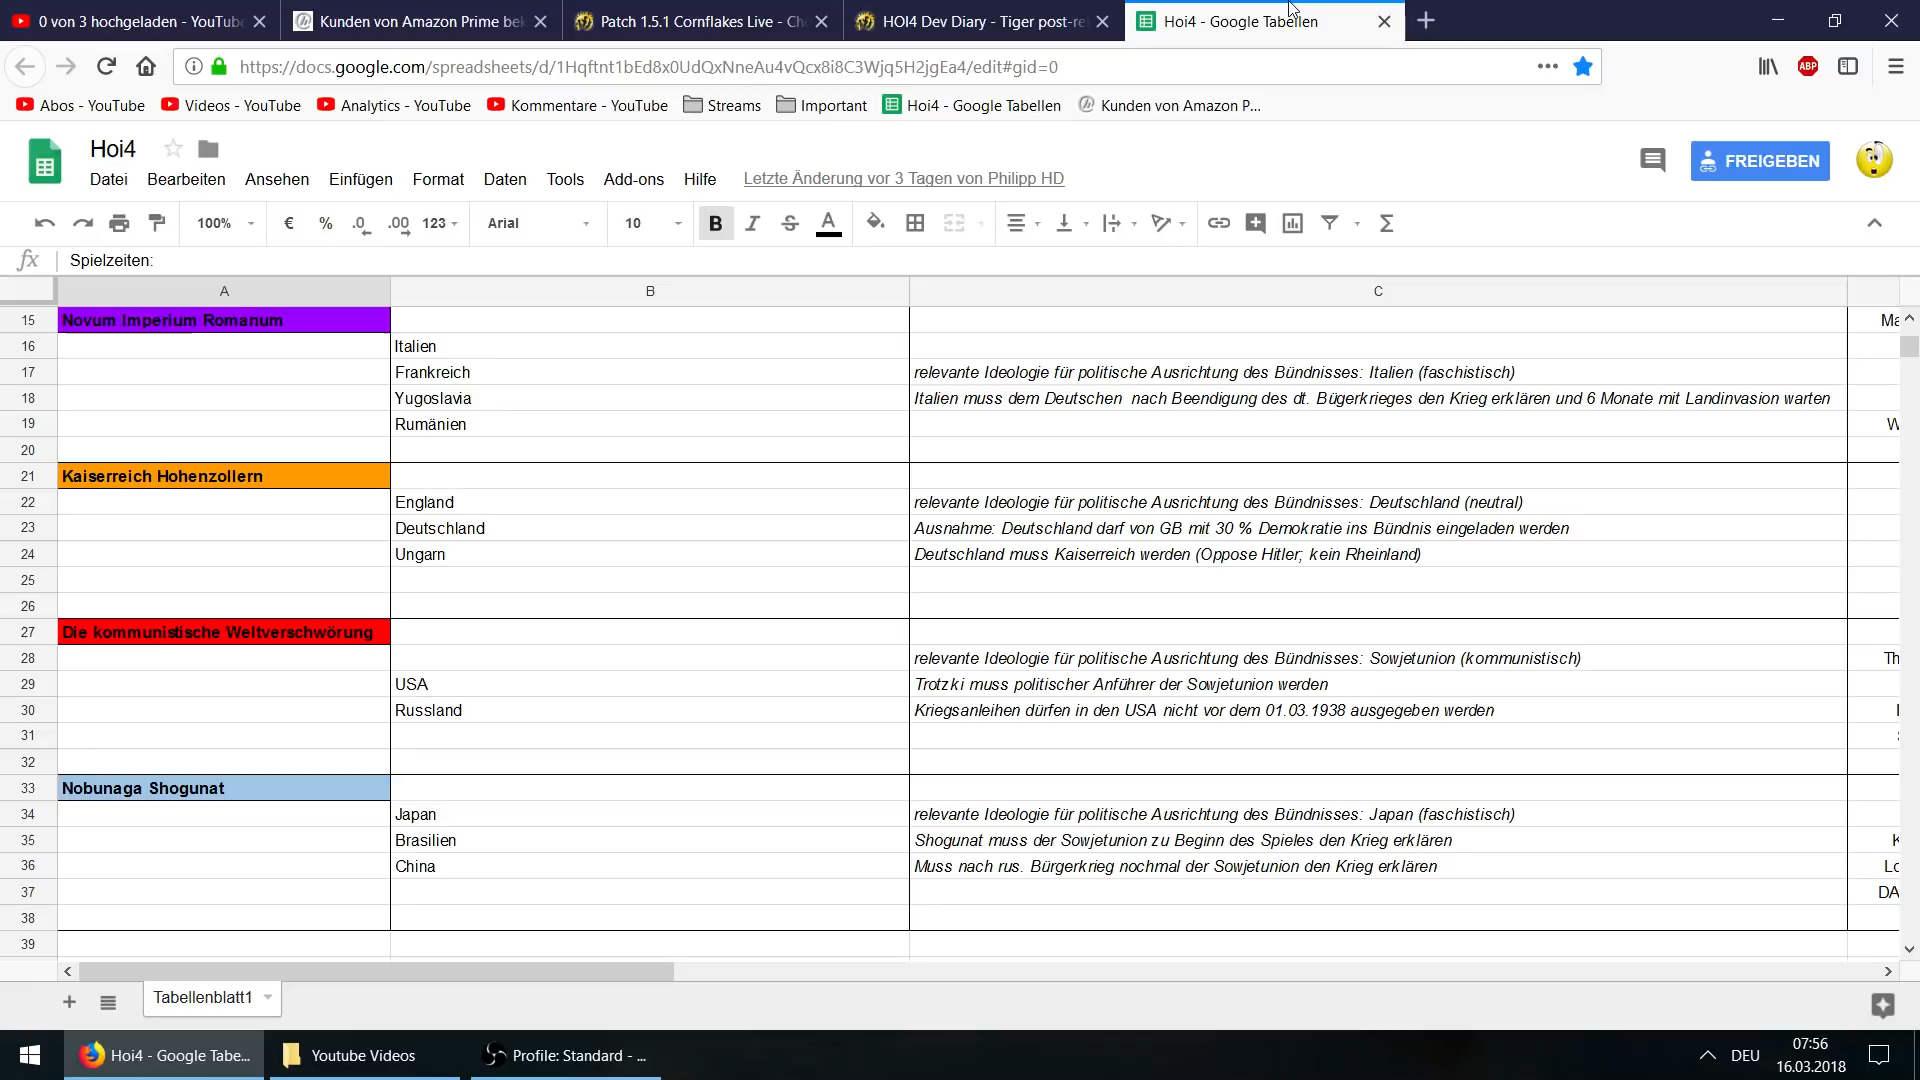 0 von 3 hochgeladen - YouTube
Kunden von Amazon Prime bek
Patch 1.5.1 Cornflakes Live - Che
HOI4 Dev Diary - Tiger post-rel
Hoi4 - Google Tabellen
https://docs.google.com/spreadsheets/d/1Hqftnt1bEd8x0UdQxNneAu4vQcx8i8C3Wjq5H2jgEa4/edit#gid=0
ABP
Abos - YouTube
Videos - YouTube
Analytics - YouTube
Kommentare - YouTube
Streams
Important
Hoi4 - Google Tabellen
Kunden von Amazon P...
Hoi4
FREIGEBEN
Datei Bearbeiten Ansehen Einfügen Format Daten Tools Add-ons Hilfe Letzte Änderung vor 3 Tagen von Philipp HD
100% € % .0 .00 123 Arial 10 B I S A Σ
fx Spielzeiten:
A B C
15 Novum Imperium Romanum Ma
16 Italien
17 Frankreich relevante Ideologie für politische Ausrichtung des Bündnisses: Italien (faschistisch)
18 Yugoslavia Italien muss dem Deutschen nach Beendigung des dt. Bügerkrieges den Krieg erklären und 6 Monate mit Landinvasion warten
19 Rumänien W
20
21 Kaiserreich Hohenzollern
22 England relevante Ideologie für politische Ausrichtung des Bündnisses: Deutschland (neutral)
23 Deutschland Ausnahme: Deutschland darf von GB mit 30 % Demokratie ins Bündnis eingeladen werden
24 Ungarn Deutschland muss Kaiserreich werden (Oppose Hitler; kein Rheinland)
25
26
27 Die kommunistische Weltverschwörung
28 relevante Ideologie für politische Ausrichtung des Bündnisses: Sowjetunion (kommunistisch) Th
29 USA Trotzki muss politischer Anführer der Sowjetunion werden
30 Russland Kriegsanleihen dürfen in den USA nicht vor dem 01.03.1938 ausgegeben werden
31
32
33 Nobunaga Shogunat
34 Japan relevante Ideologie für politische Ausrichtung des Bündnisses: Japan (faschistisch)
35 Brasilien Shogunat muss der Sowjetunion zu Beginn des Spieles den Krieg erklären K
36 China Muss nach rus. Bürgerkrieg nochmal der Sowjetunion den Krieg erklären Lo
37 DA
38
39
Tabellenblatt1
Hoi4 - Google Tabe...
Youtube Videos
Profile: Standard - ...
DEU
07:56
16.03.2018